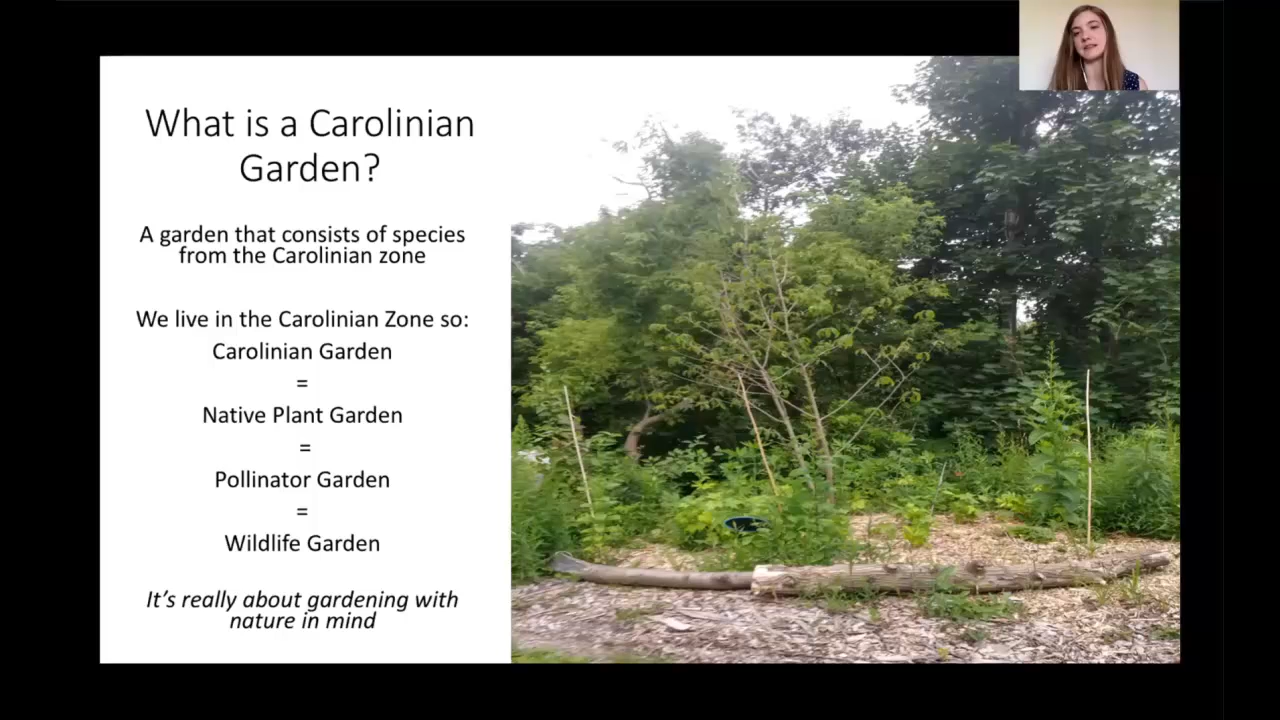 What is a Carolinian
Garden?
A garden that consists of species
from the Carolinian zone
We live in the Carolinian Zone so:
Carolinian Garden
=
Native Plant Garden
=
Pollinator Garden
=
Wildlife Garden
It's really about gardening with
nature in mind